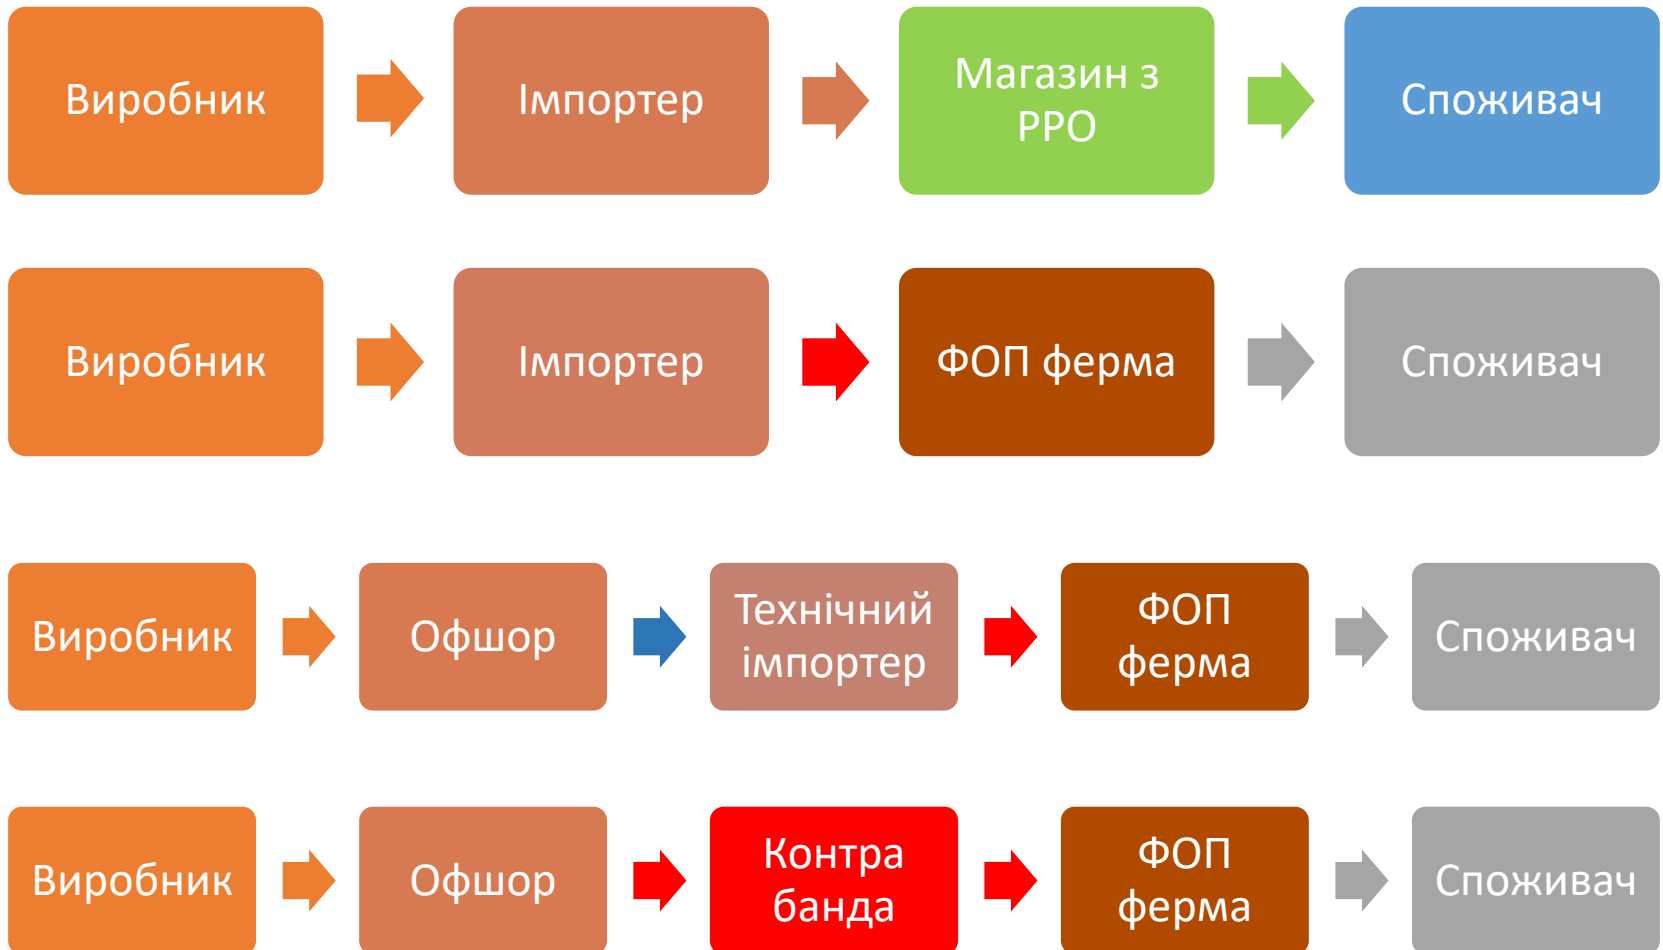 Виробник
Імпортер
Магазин з
РРО
Споживач
Виробник
Імпортер
ФОП ферма
Споживач
Виробник
Офшор
Технічний
імпортер
ФОП
ферма
Споживач
Виробник
Офшор
Контра
банда
ФОП
ферма
Споживач